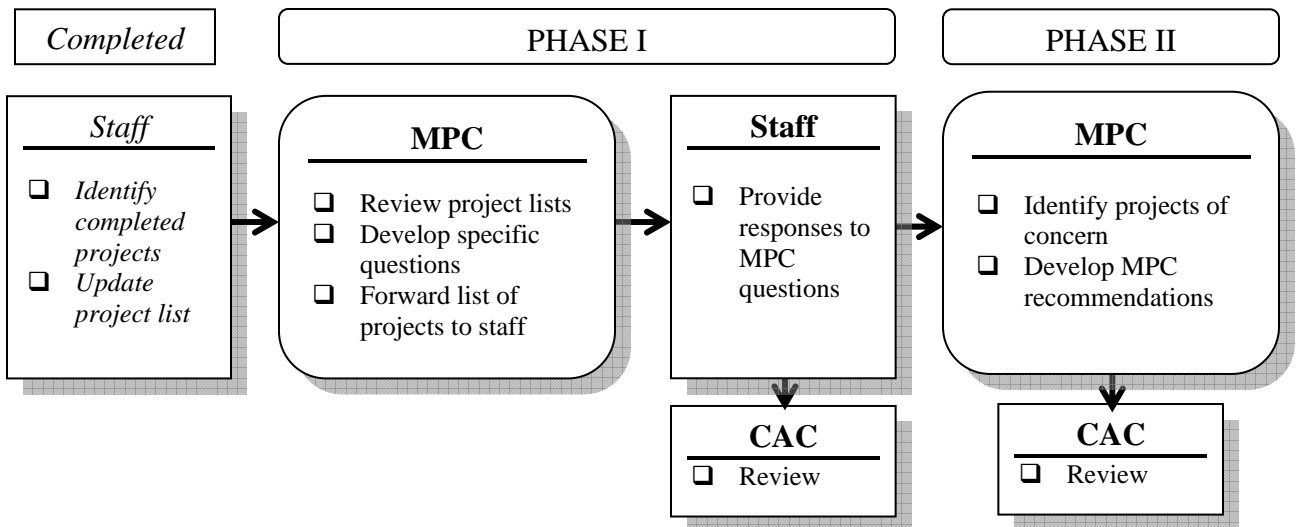 Completed
PHASE I
PHASE II
Staff
❑ Identify
completed
projects
❑ Update
project list
MPC
❑ Review project lists
❑ Develop specific
questions
❑ Forward list of
projects to staff
Staff
❑ Provide
responses to
MPC
questions
CAC
❑ Review
MPC
❑ Identify projects of
concern
❑ Develop MPC
recommendations
CAC
❑ Review